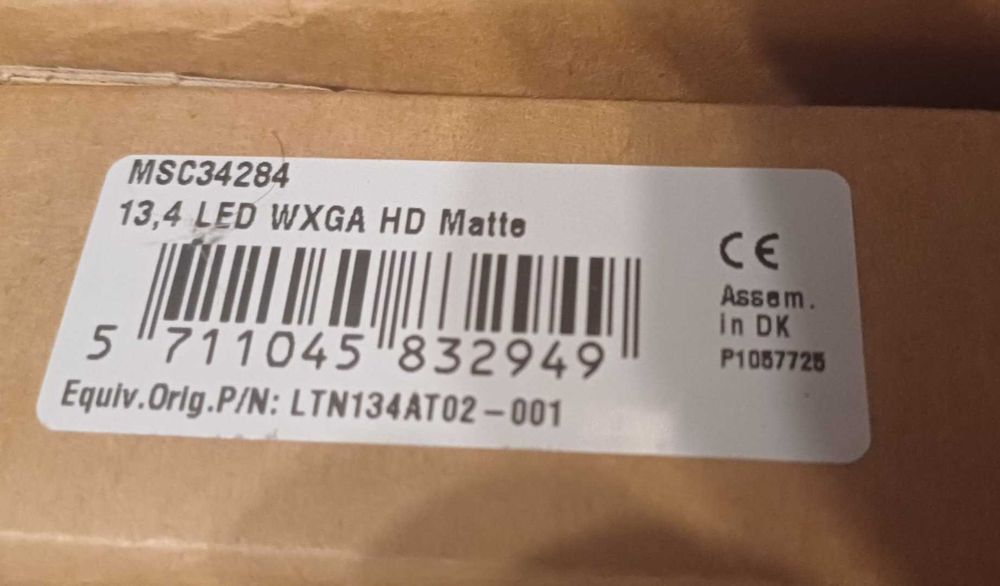 MSC34284
13,4 LED WXGA HD Matte
CE
Assem.
in DK
P1057725
5 711045 832949
Equiv.Orig.P/N: LTN134AT02-001